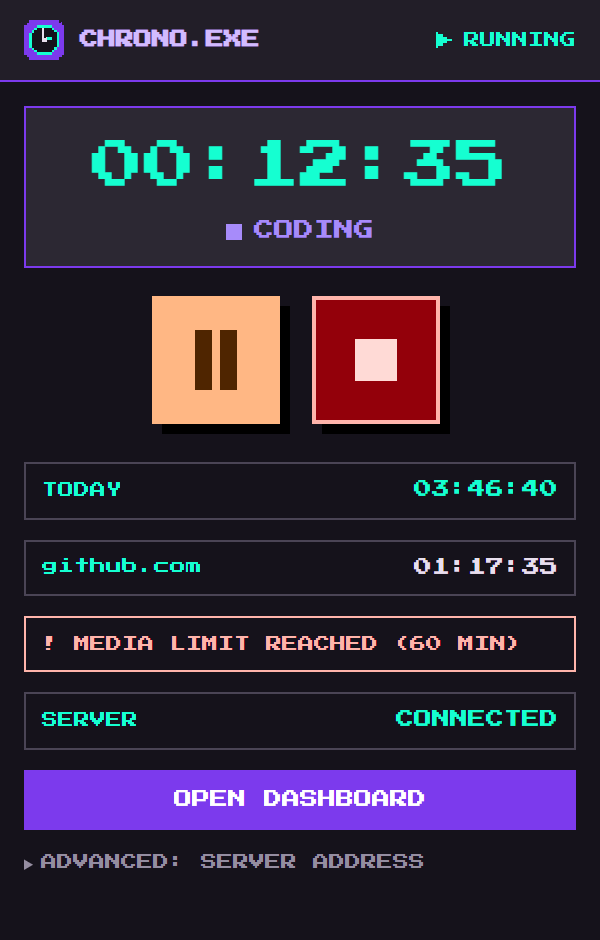 CHRONO.EXE
RUNNING
00:12:35
CODING
TODAY 03:46:40
github.com 01:17:35
! MEDIA LIMIT REACHED (60 MIN)
SERVER CONNECTED
OPEN DASHBOARD
ADVANCED: SERVER ADDRESS